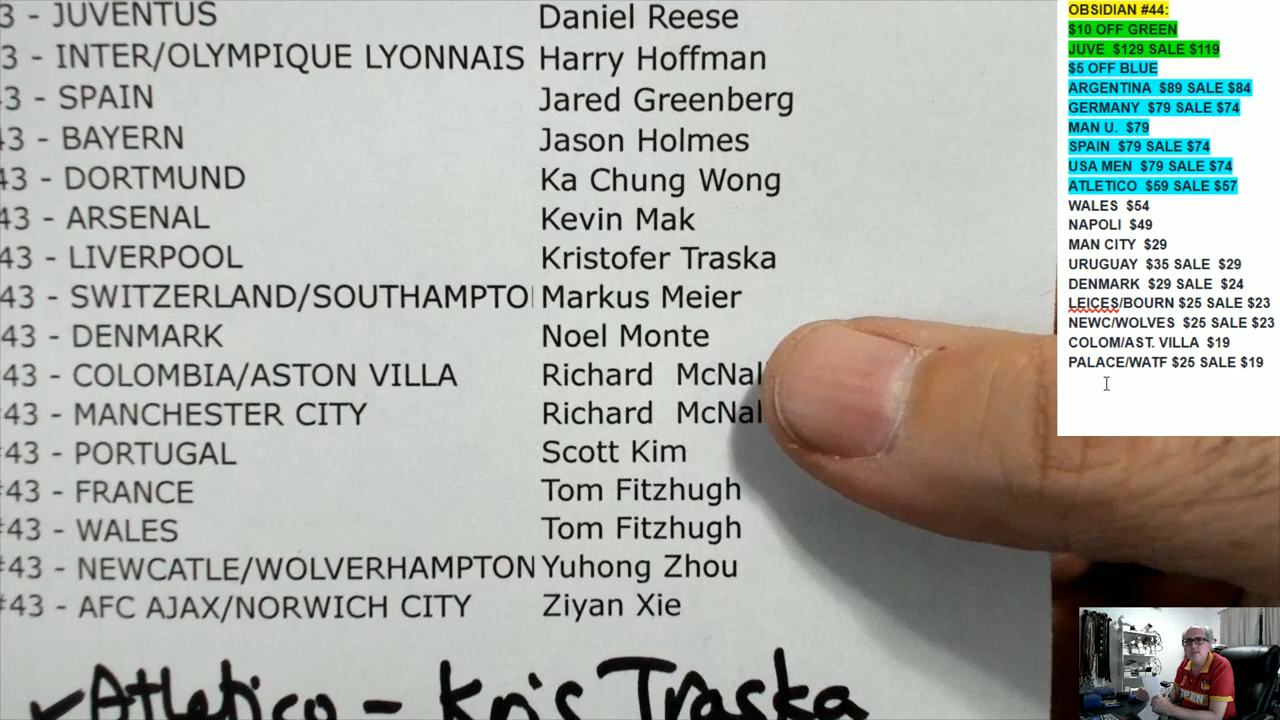 3 - JUVENTUS Daniel Reese
3 - INTER/OLYMPIQUE LYONNAIS Harry Hoffman
3 - SPAIN Jared Greenberg
43 - BAYERN Jason Holmes
43 - DORTMUND Ka Chung Wong
43 - ARSENAL Kevin Mak
43 - LIVERPOOL Kristofer Traska
43 - SWITZERLAND/SOUTHAMPTO Markus Meier
43 - DENMARK Noel Monte
43 - COLOMBIA/ASTON VILLA Richard McNal
43 - MANCHESTER CITY Richard McNal
#43 - PORTUGAL Scott Kim
#43 - FRANCE Tom Fitzhugh
#43 - WALES Tom Fitzhugh
#43 - NEWCATLE/WOLVERHAMPTON Yuhong Zhou
#43 - AFC AJAX/NORWICH CITY Ziyan Xie
✓Atletico - Kris Traska
OBSIDIAN #44:
$10 OFF GREEN
JUVE $129 SALE $119
$5 OFF BLUE
ARGENTINA $89 SALE $84
GERMANY $79 SALE $74
MAN U. $79
SPAIN $79 SALE $74
USA MEN $79 SALE $74
ATLETICO $59 SALE $57
WALES $54
NAPOLI $49
MAN CITY $29
URUGUAY $35 SALE $29
DENMARK $29 SALE $24
LEICES/BOURN $25 SALE $23
NEWC/WOLVES $25 SALE $23
COLOM/AST. VILLA $19
PALACE/WATF $25 SALE $19